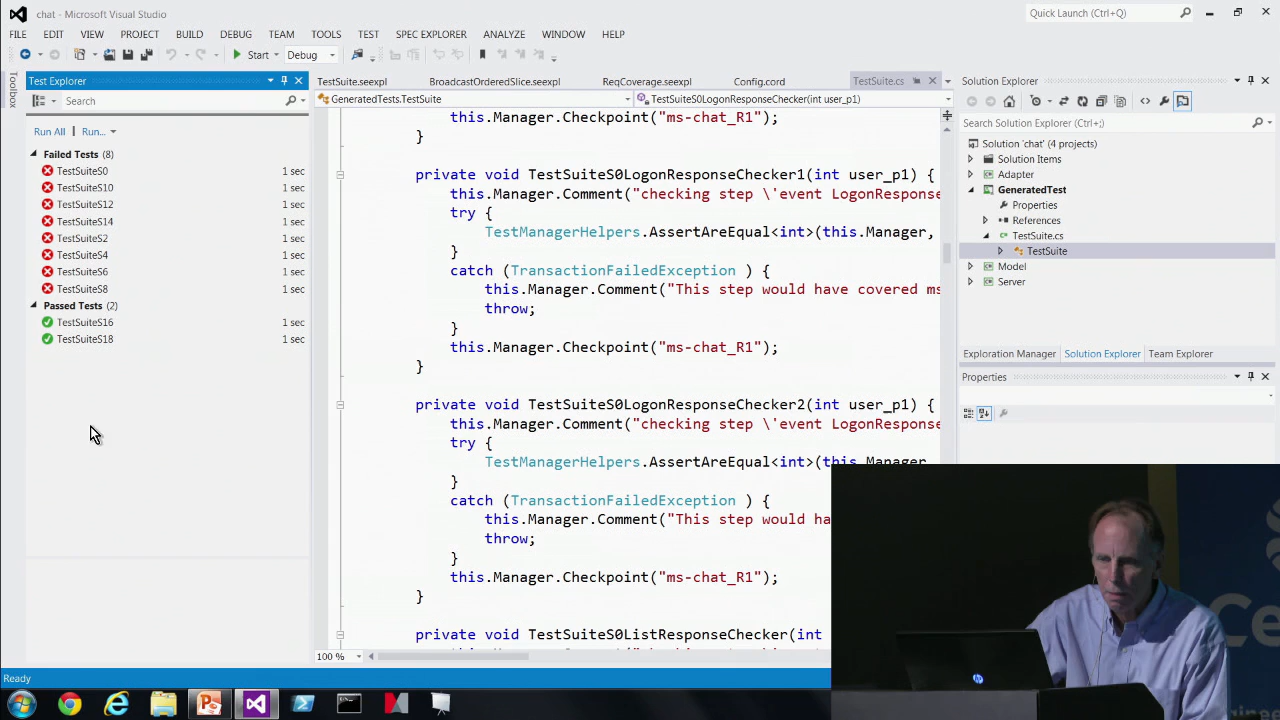 chat - Microsoft Visual Studio
Quick Launch (Ctrl+;)
FILE EDIT VIEW PROJECT BUILD DEBUG TEAM TOOLS TEST SPEC EXPLORER ANALYZE WINDOW HELP
Start Debug
Toolbox
Test Explorer
Search
Run All Run...
Failed Tests (8)
TestSuiteS0 1 sec
TestSuiteS10 1 sec
TestSuiteS12 1 sec
TestSuiteS14 1 sec
TestSuiteS2 1 sec
TestSuiteS4 1 sec
TestSuiteS6 1 sec
TestSuiteS8 1 sec
Passed Tests (2)
TestSuiteS16 1 sec
TestSuiteS18 1 sec
TestSuite.seexpl BroadcastOrderedSlice.seexpl ReqCoverage.seexpl Config.cord TestSuite.cs
GeneratedTests.TestSuite TestSuiteS0LogonResponseChecker(int user_p1)
this.Manager.Checkpoint("ms-chat_R1");
}
private void TestSuiteS0LogonResponseChecker1(int user_p1) {
this.Manager.Comment("checking step \'event LogonResponse
try {
TestManagerHelpers.AssertAreEqual<int>(this.Manager,
}
catch (TransactionFailedException ) {
this.Manager.Comment("This step would have covered ms
throw;
}
this.Manager.Checkpoint("ms-chat_R1");
}
private void TestSuiteS0LogonResponseChecker2(int user_p1) {
this.Manager.Comment("checking step \'event LogonResponse
try {
TestManagerHelpers.AssertAreEqual<int>(this.Manager
}
catch (TransactionFailedException ) {
this.Manager.Comment("This step would ha
throw;
}
this.Manager.Checkpoint("ms-chat_R1");
}
private void TestSuiteS0ListResponseChecker(int
100 %
Solution Explorer
Search Solution Explorer (Ctrl+;)
Solution 'chat' (4 projects)
Solution Items
Adapter
GeneratedTest
Properties
References
TestSuite.cs
TestSuite
Model
Server
Exploration Manager Solution Explorer Team Explorer
Properties
Ready
Ce